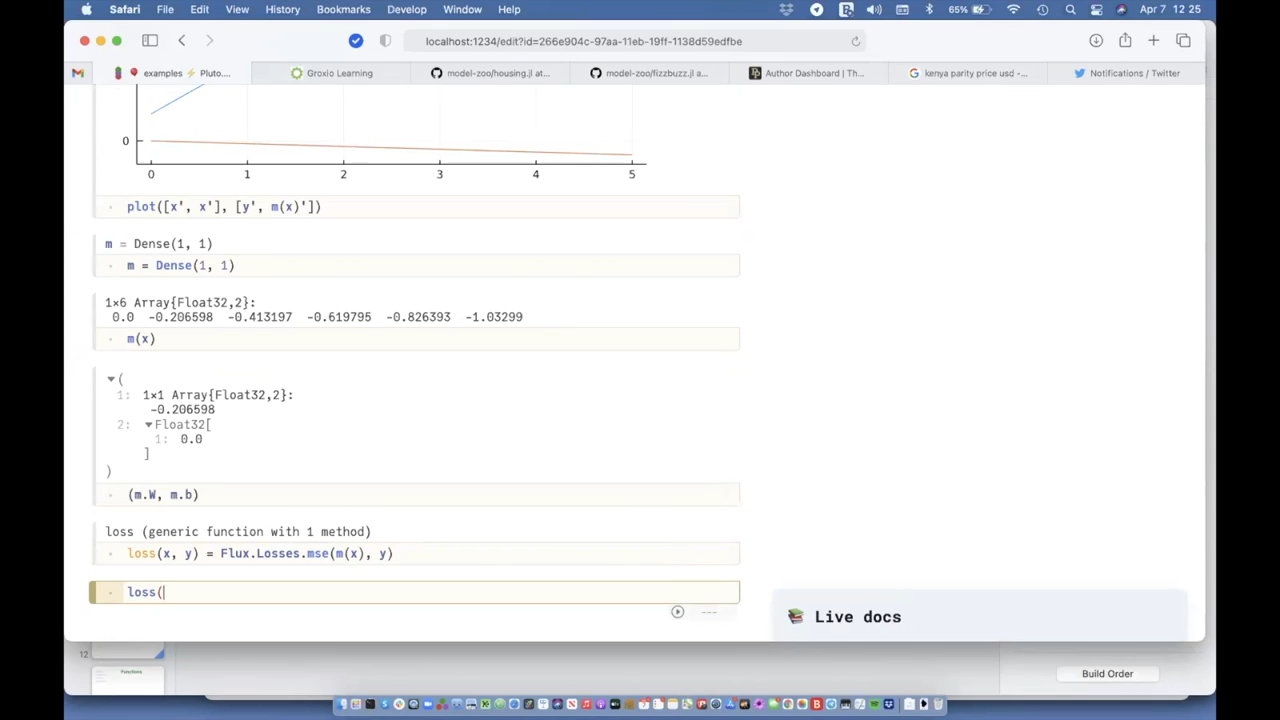 Safari File Edit View History Bookmarks Develop Window Help 65% Apr 7 12 25
localhost:1234/edit?id=266e904c-97aa-11eb-19ff-1138d59edfbe
examples ⚡ Pluto.... Groxio Learning model-zoo/housing.jl at... model-zoo/fizzbuzz.jl a... Author Dashboard | Th... kenya parity price usd -... Notifications / Twitter
0
0 1 2 3 4 5
plot([x', x'], [y', m(x)'])
m = Dense(1, 1)
m = Dense(1, 1)
1×6 Array{Float32,2}:
0.0 -0.206598 -0.413197 -0.619795 -0.826393 -1.03299
m(x)
(
1: 1×1 Array{Float32,2}:
-0.206598
2: Float32[
1: 0.0
]
)
(m.W, m.b)
loss (generic function with 1 method)
loss(x, y) = Flux.Losses.mse(m(x), y)
loss(
---
Live docs
12
Functions
Build Order